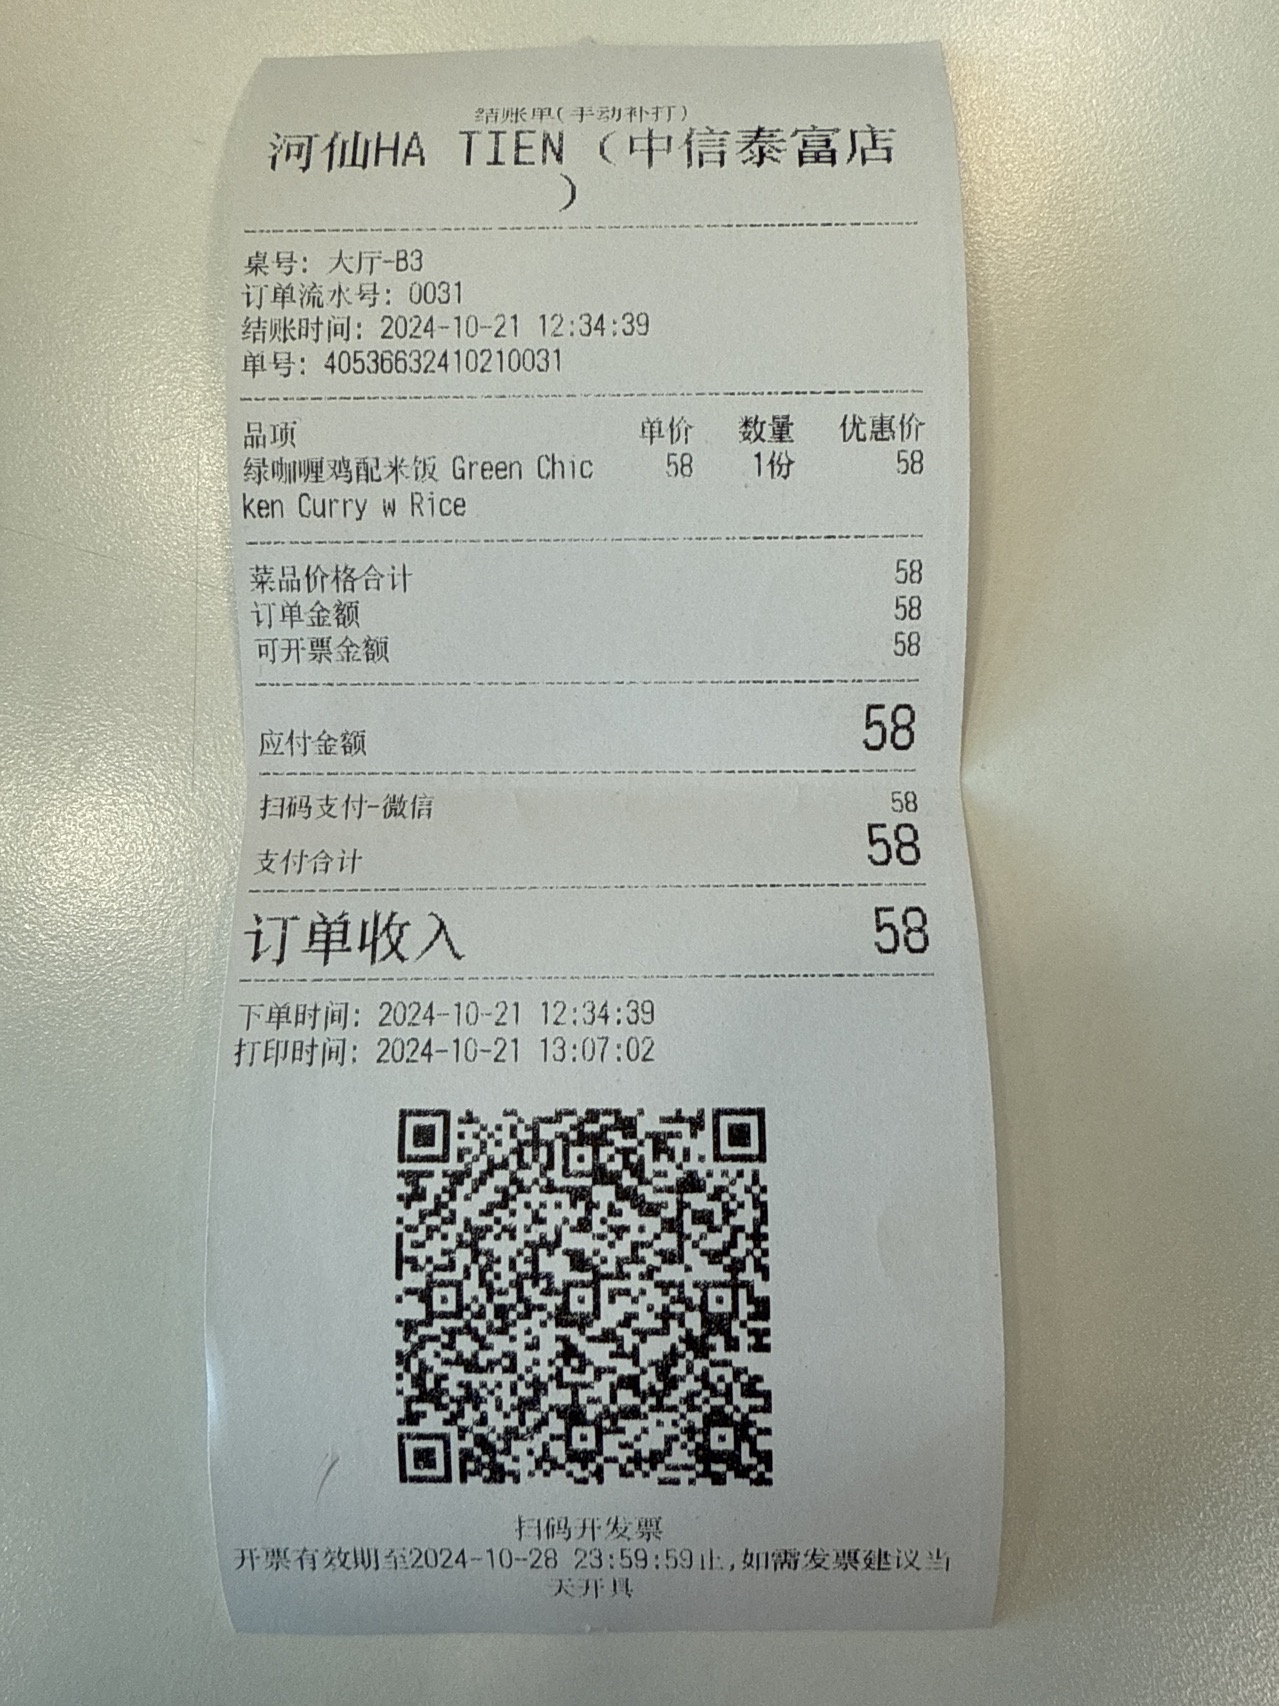 结账单(手动补打)
河仙HA TIEN（中信泰富店
）
桌号: 大厅-B3
订单流水号: 0031
结账时间: 2024-10-21 12:34:39
单号: 40536632410210031
品项 单价 数量 优惠价
绿咖喱鸡配米饭 Green Chic 58 1份 58
ken Curry w Rice
菜品价格合计 58
订单金额 58
可开票金额 58
应付金额 58
扫码支付-微信 58
支付合计 58
订单收入 58
下单时间: 2024-10-21 12:34:39
打印时间: 2024-10-21 13:07:02
扫码开发票
开票有效期至2024-10-28 23:59:59止,如需发票建议当
天开具